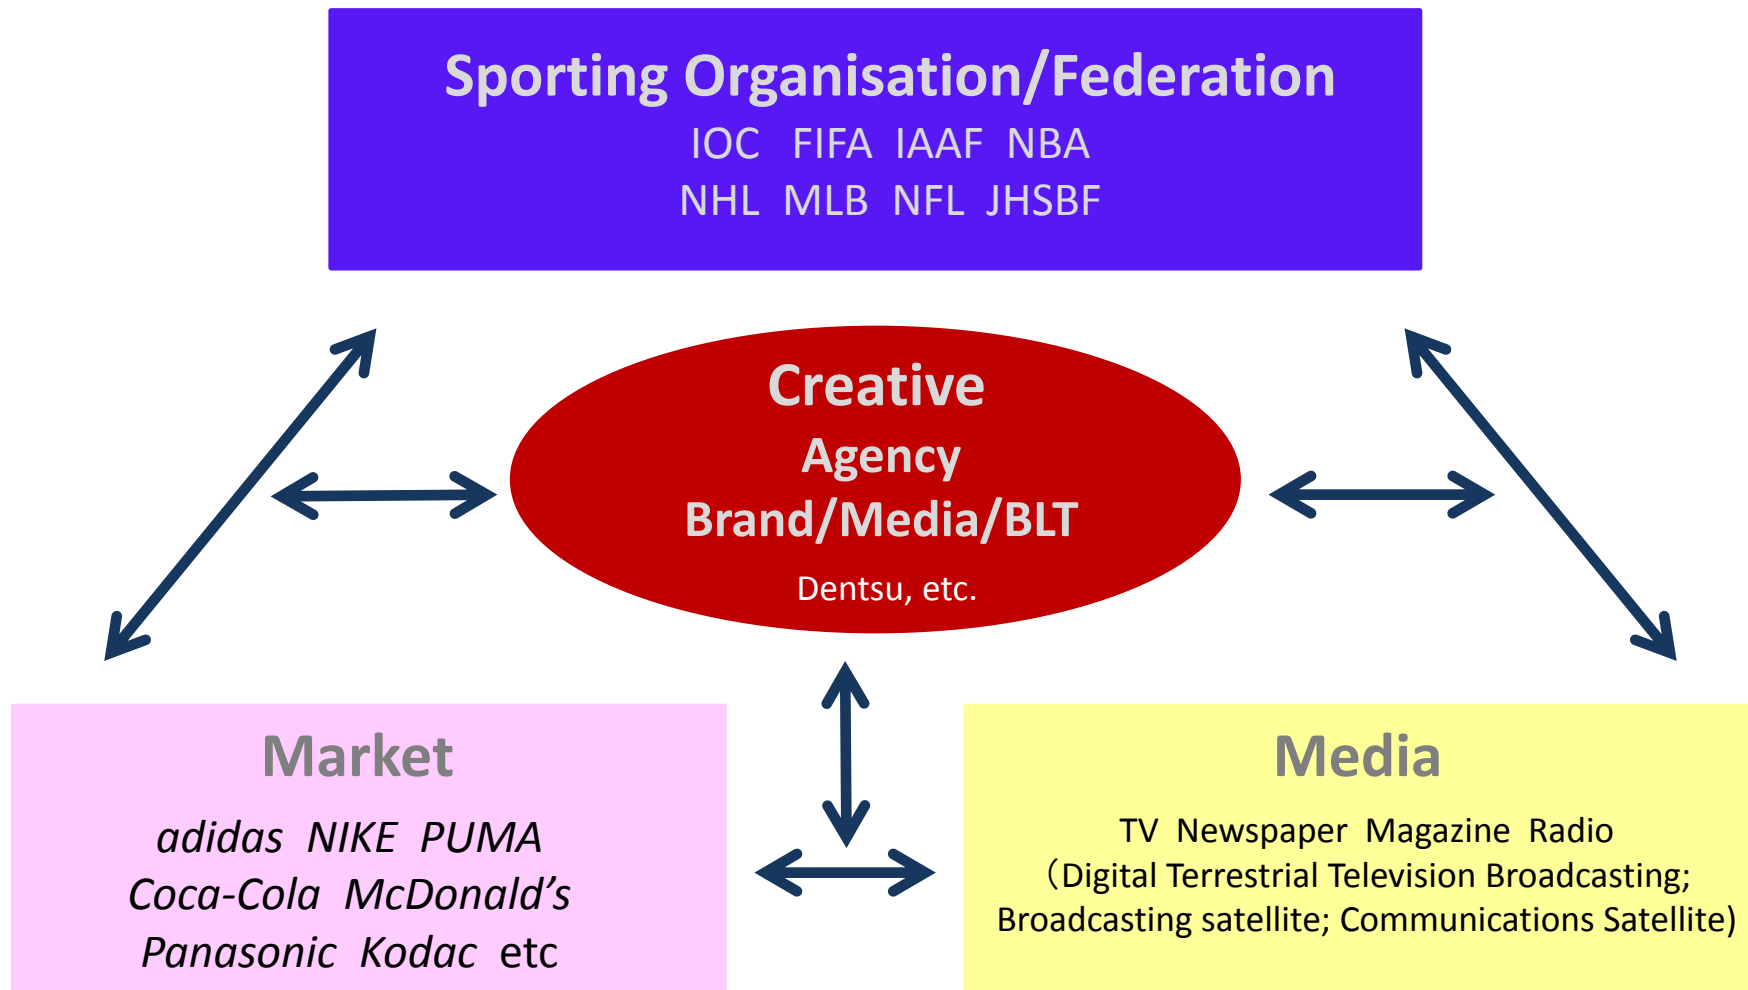 Sporting Organisation/Federation
IOC FIFA IAAF NBA
NHL MLB NFL JHSBF
Creative
Agency
Brand/Media/BLT
Dentsu, etc.
Market
adidas NIKE PUMA
Coca-Cola McDonald’s
Panasonic Kodac etc
Media
TV Newspaper Magazine Radio
（Digital Terrestrial Television Broadcasting;
Broadcasting satellite; Communications Satellite)